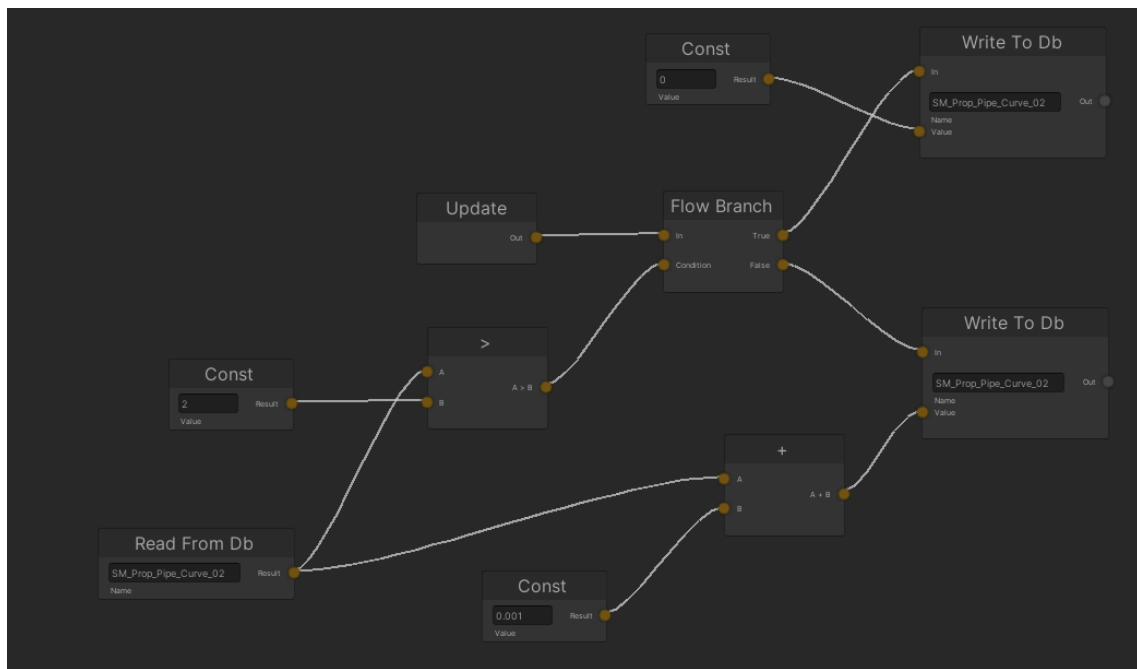 Const
0
Result
Value
Write To Db
In
SM_Prop_Pipe_Curve_02
Out
Name
Value
Update
Out
Flow Branch
In
True
Condition
False
Write To Db
In
SM_Prop_Pipe_Curve_02
Out
Name
Value
>
A
A > B
B
Const
2
Result
Value
+
A
A + B
B
Read From Db
SM_Prop_Pipe_Curve_02
Result
Name
Const
0.001
Result
Value